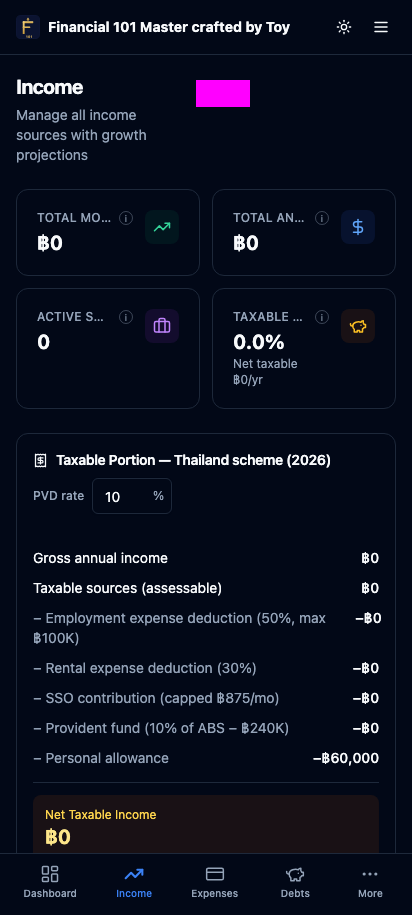 Financial 101 Master crafted by Toy
Income
Manage all income
sources with growth
projections
TOTAL MO...
฿0
TOTAL AN...
฿0
ACTIVE S...
0
TAXABLE ...
0.0%
Net taxable
฿0/yr
Taxable Portion — Thailand scheme (2026)
PVD rate 10 %
Gross annual income ฿0
Taxable sources (assessable) ฿0
− Employment expense deduction (50%, max −฿0
฿100K)
− Rental expense deduction (30%) −฿0
− SSO contribution (capped ฿875/mo) −฿0
− Provident fund (10% of ABS − ฿240K) −฿0
− Personal allowance −฿60,000
Net Taxable Income
฿0
Dashboard Income Expenses Debts More